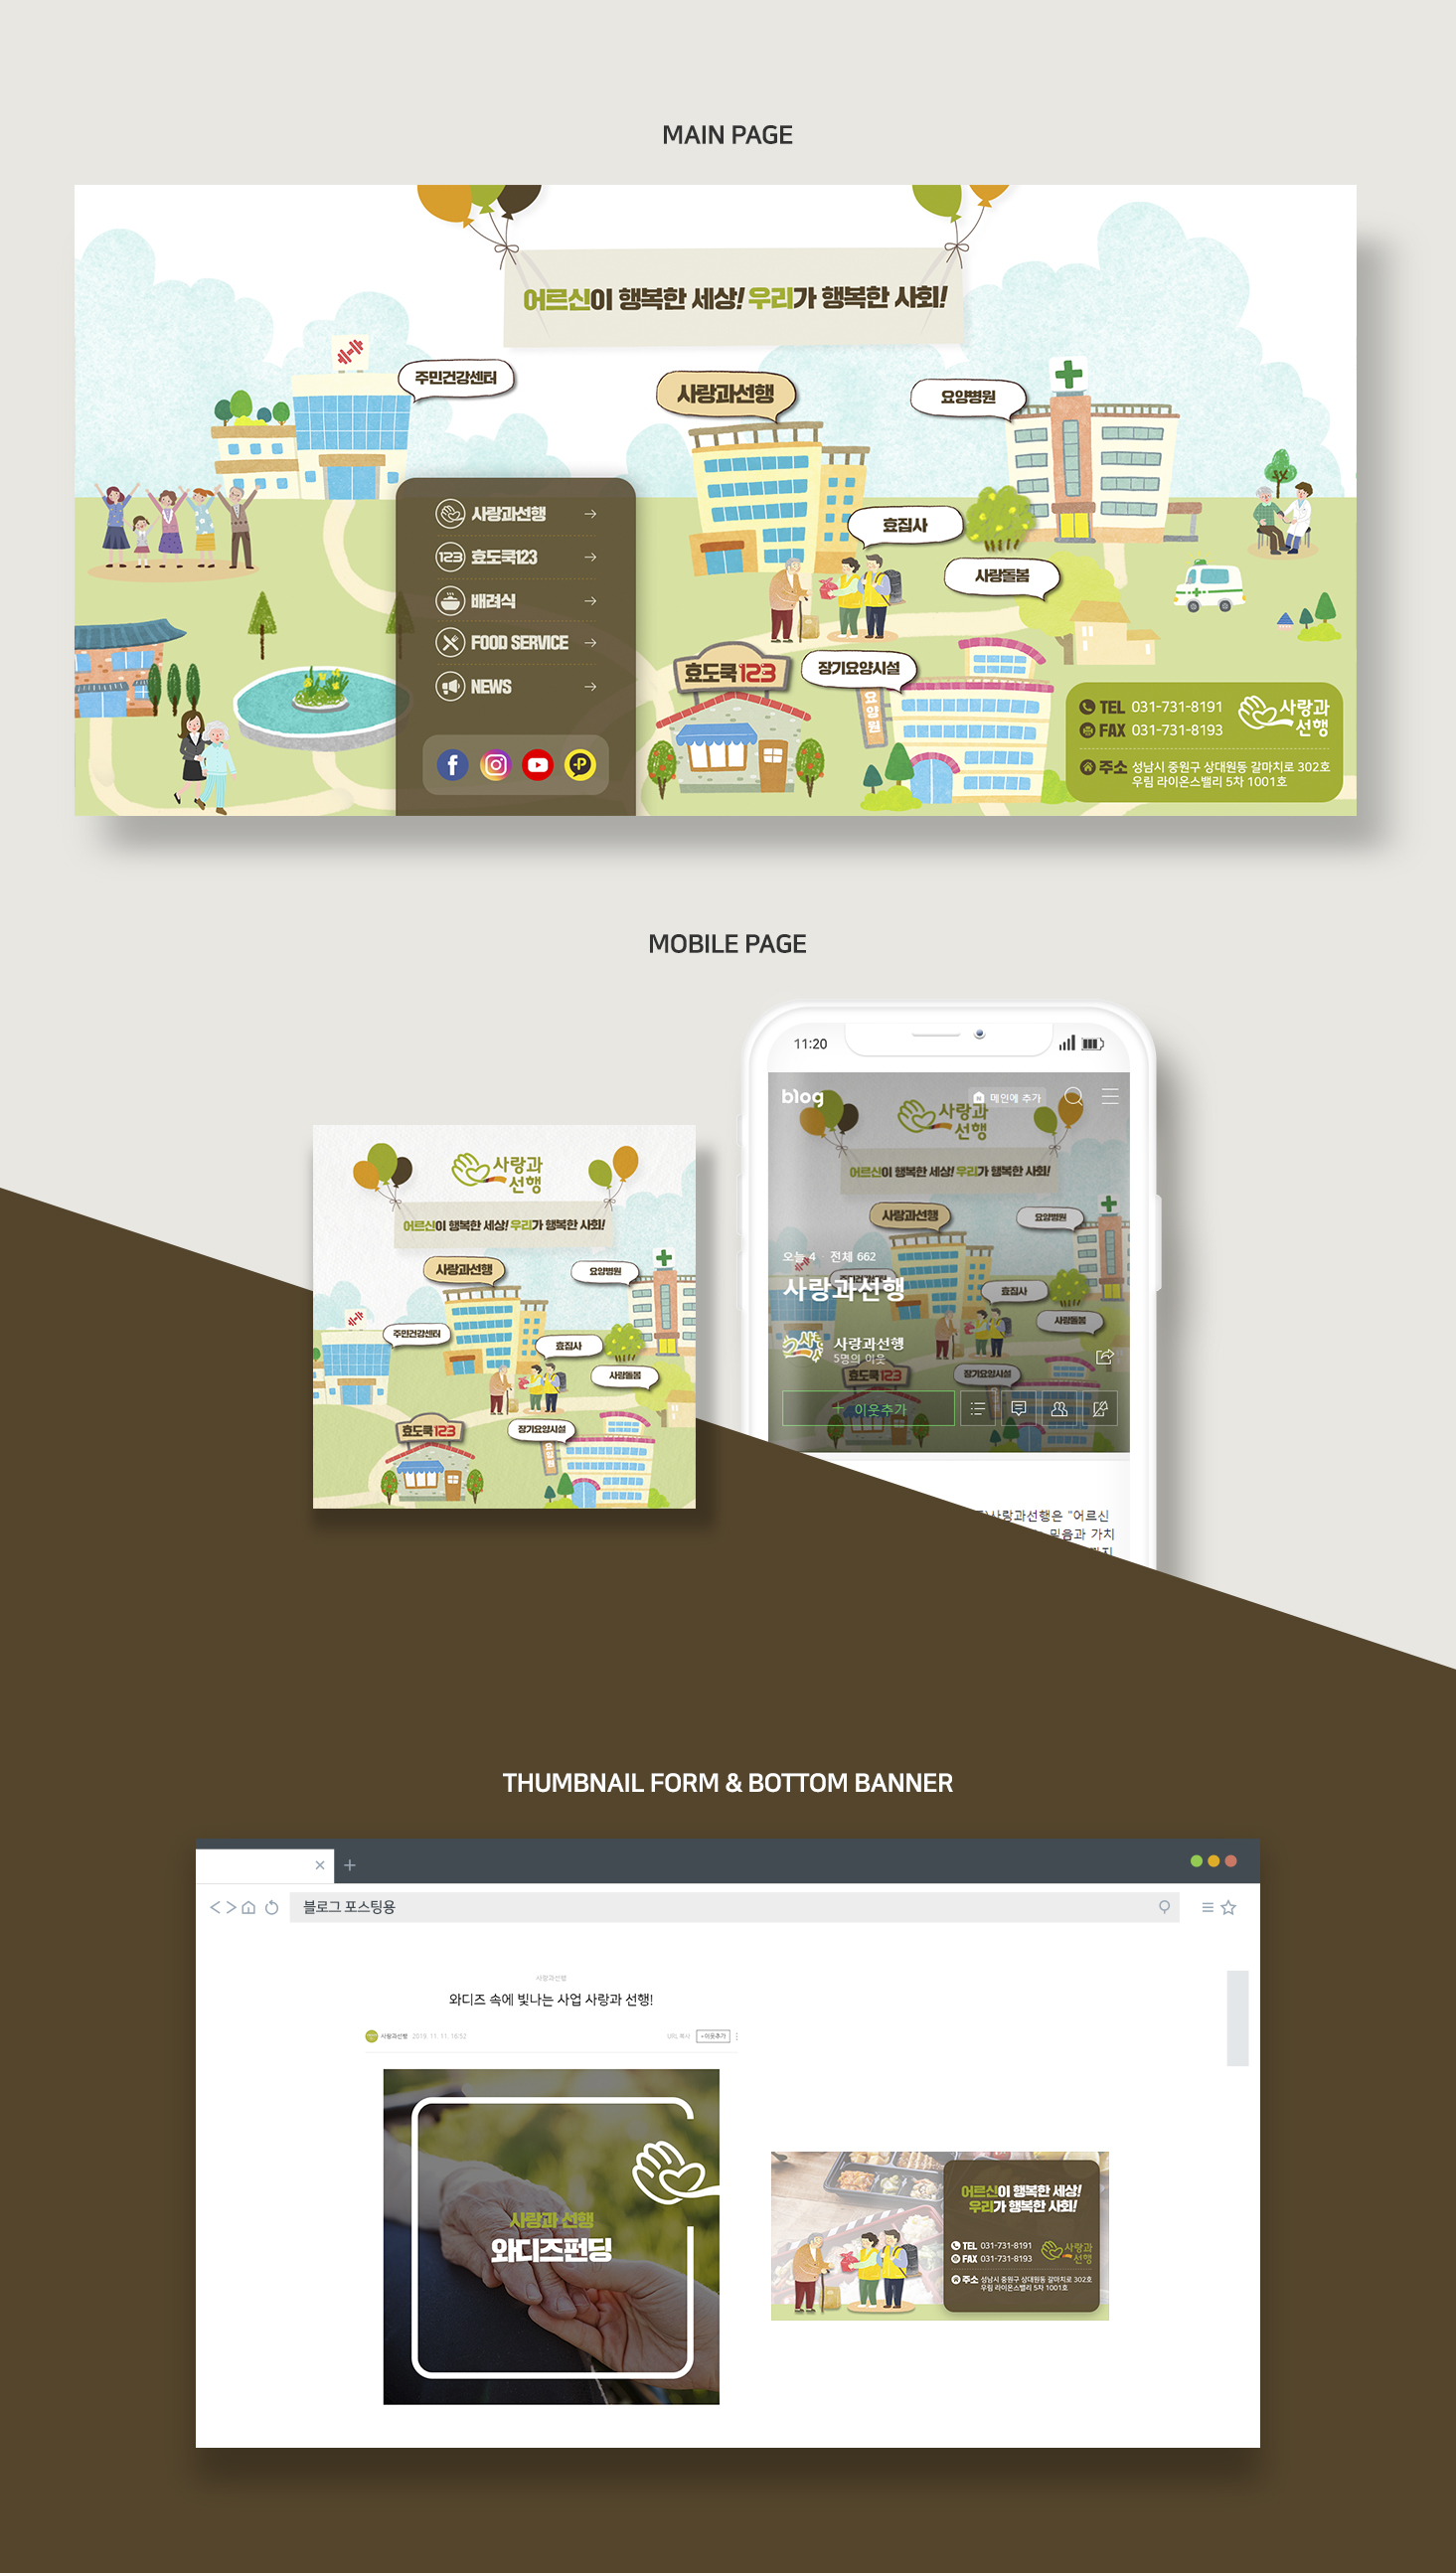 MAIN PAGE
어르신이 행복한 세상! 우리가 행복한 사회!
주민건강센터
사랑과선행
요양병원
효집사
사랑돌봄
사랑과선행
123 효도쿡123
배려식
FOOD SERVICE
NEWS
효도쿡123
장기요양시설
요양원
TEL 031-731-8191
FAX 031-731-8193
사랑과
선행
주소 성남시 중원구 상대원동 갈마치로 302호
우림 라이온스밸리 5차 1001호
MOBILE PAGE
사랑과
선행
어르신이 행복한 세상! 우리가 행복한 사회!
사랑과선행
요양병원
주민건강센터
효집사
사랑돌봄
효도쿡123
장기요양시설
요양원
11:20
blog
메인에 추가
사랑과
선행
어르신이 행복한 세상! 우리가 행복한 사회!
사랑과선행
요양병원
오늘 4 · 전체 662
사랑과선행
효집사
사랑돌봄
사랑과선행
5명의 이웃
효도쿡123
장기요양시설
+ 이웃추가
사랑과선행은 "어르신
믿음과 가치
THUMBNAIL FORM & BOTTOM BANNER
블로그 포스팅용
사랑과선행
와디즈 속에 빛나는 사업 사랑과 선행!
사랑과선행 · 2019. 11. 11. 16:52
URL 복사 +이웃추가
사랑과 선행
와디즈펀딩
어르신이 행복한 세상!
우리가 행복한 사회!
TEL 031-731-8191
FAX 031-731-8193
사랑과
선행
주소 성남시 중원구 상대원동 갈마치로 302호
우림 라이온스밸리 5차 1001호